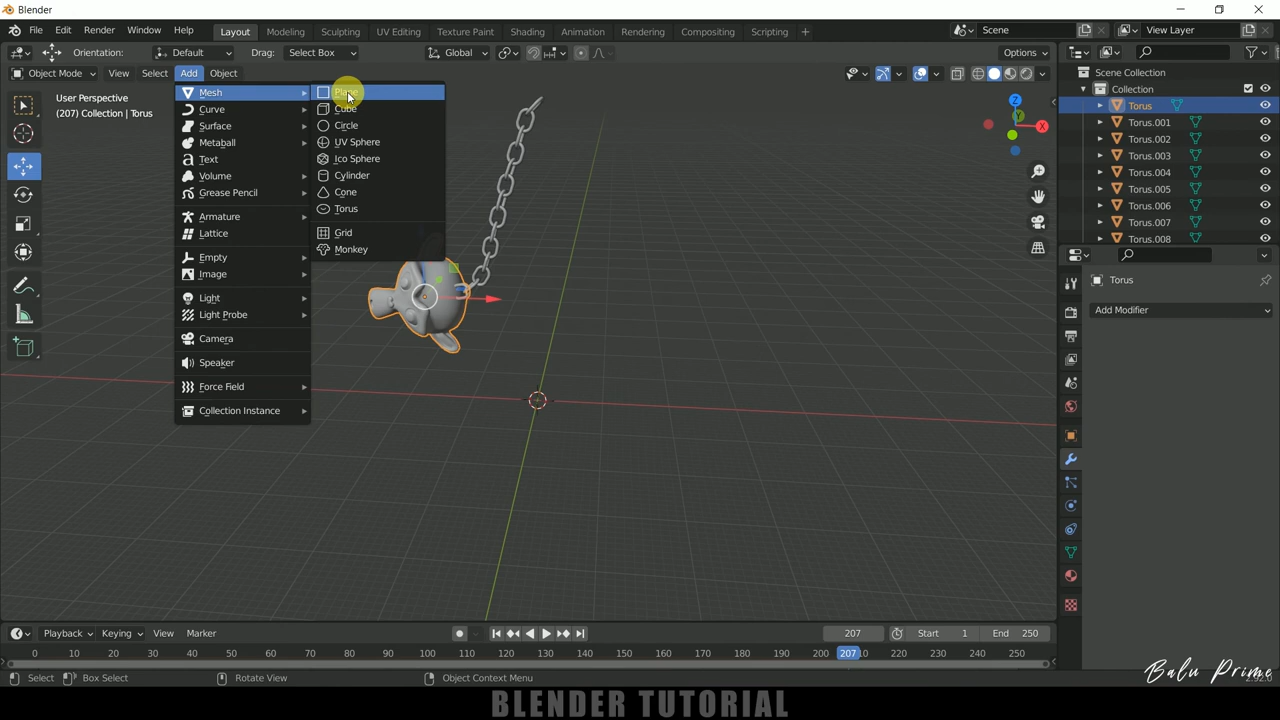 Blender
File Edit Render Window Help Layout Modeling Sculpting UV Editing Texture Paint Shading Animation Rendering Compositing Scripting + Scene View Layer
Orientation: Default Drag: Select Box Global Options
Object Mode View Select Add Object
Scene Collection
Collection
Torus
Torus.001
Torus.002
Torus.003
Torus.004
Torus.005
Torus.006
Torus.007
Torus.008
User Perspective
(207) Collection | Torus
Mesh
Curve
Surface
Metaball
Text
Volume
Grease Pencil
Armature
Lattice
Empty
Image
Light
Light Probe
Camera
Speaker
Force Field
Collection Instance
Plane
Cube
Circle
UV Sphere
Ico Sphere
Cylinder
Cone
Torus
Grid
Monkey
Z
Y
X
Torus
Add Modifier
Playback Keying View Marker 207 Start 1 End 250
0 10 20 30 40 50 60 70 80 90 100 110 120 130 140 150 160 170 180 190 200 207 220 230 240 250
Select Box Select Rotate View Object Context Menu
Balu Prime
BLENDER TUTORIAL